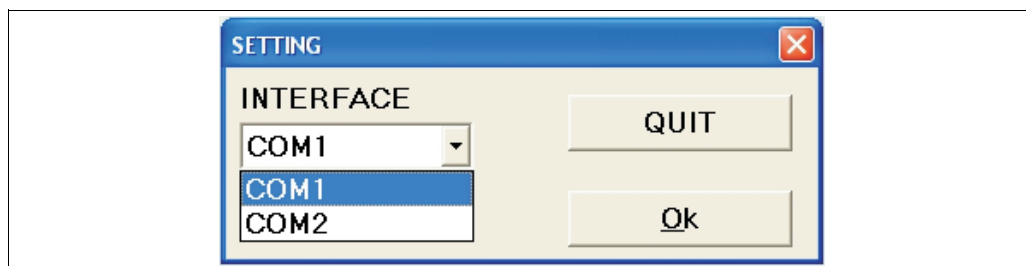 SETTING
INTERFACE
COM1
QUIT
COM1
COM2
Ok